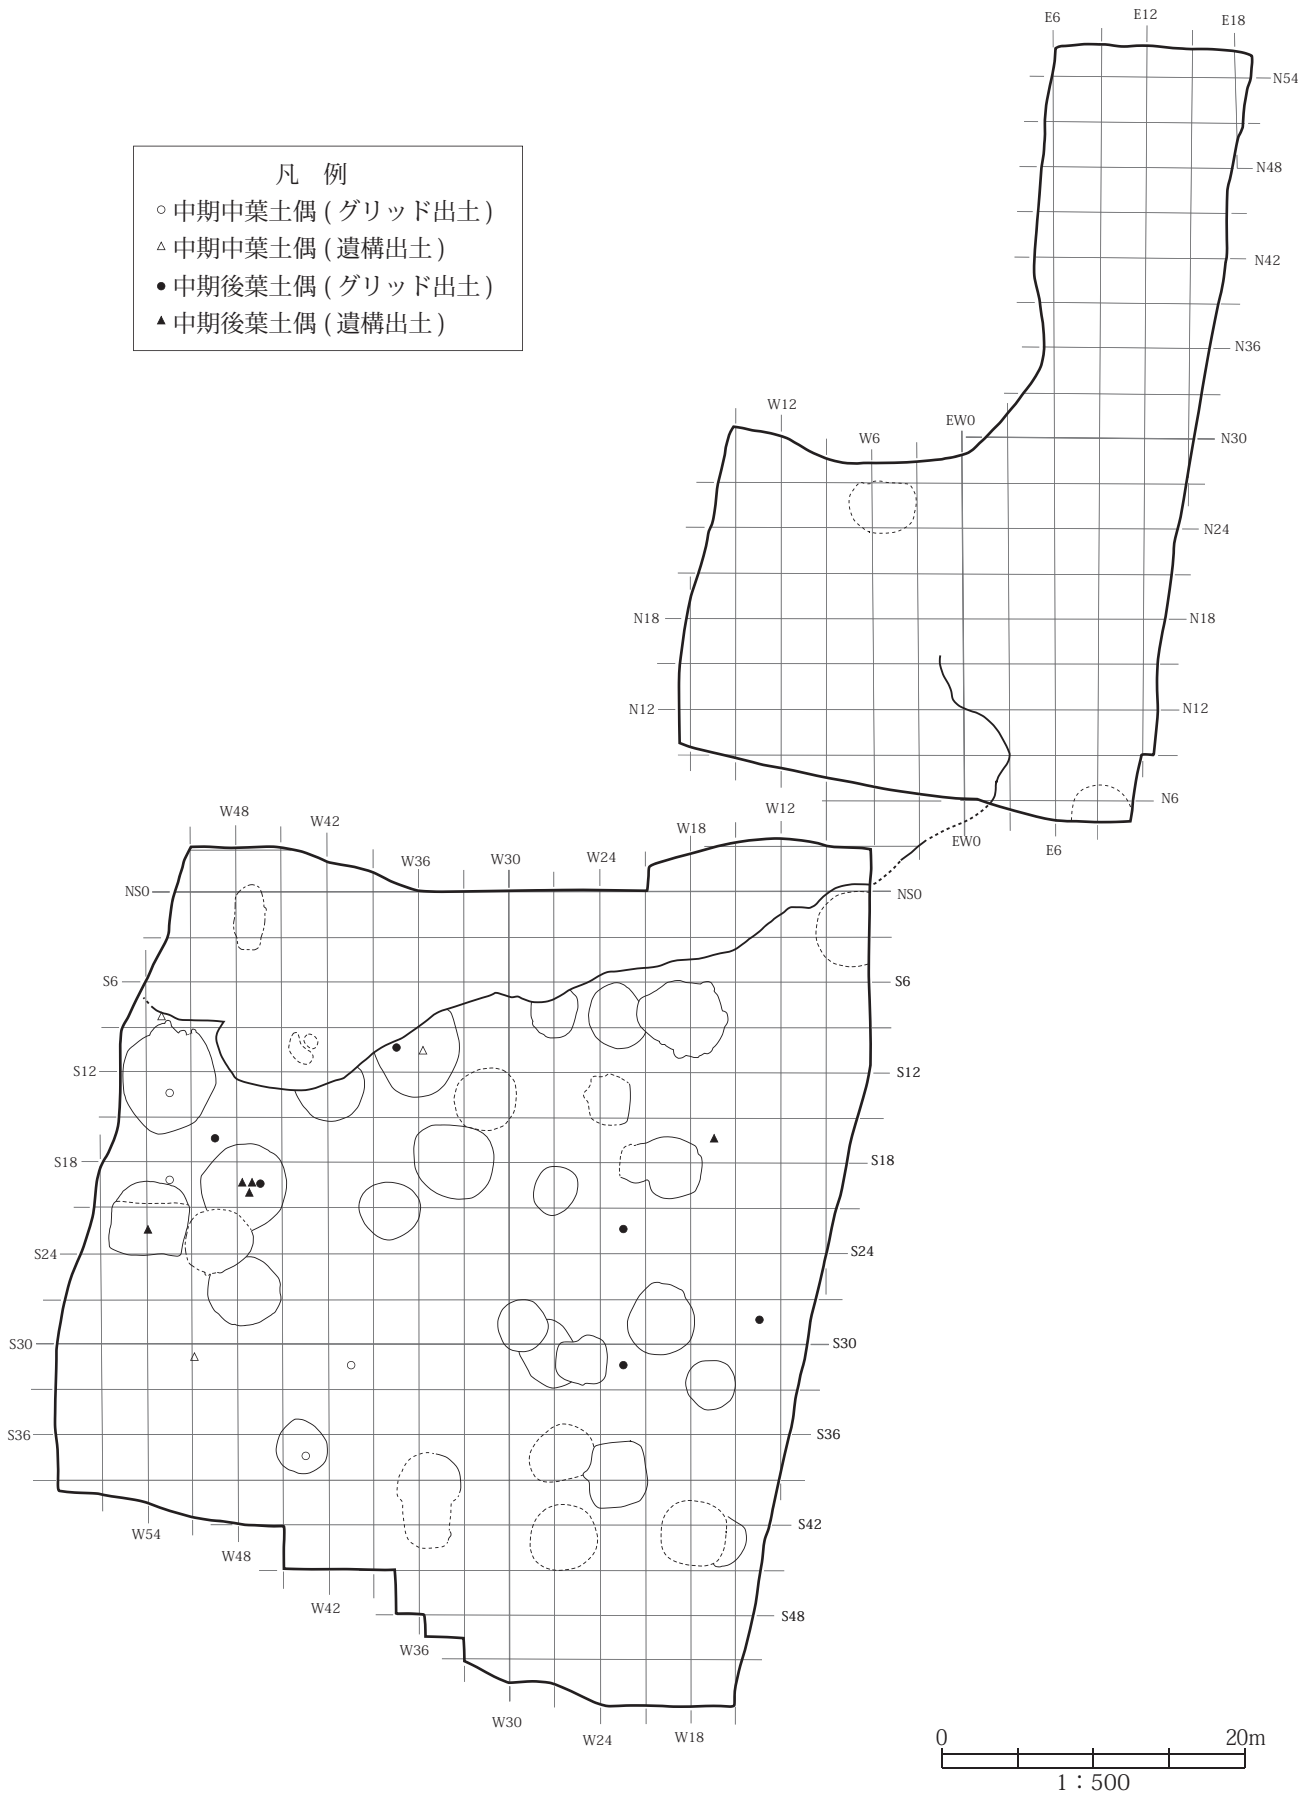 E6 E12 E18
N54
N48
N42
N36
N30
N24
N18 N18
N12 N12
N6
W12
W6
EW0
EW0
E6
凡 例
○ 中期中葉土偶 ( グリッド出土 )
△ 中期中葉土偶 ( 遺構出土 )
● 中期後葉土偶 ( グリッド出土 )
▲ 中期後葉土偶 ( 遺構出土 )
W48 W42 W36 W30 W24 W18 W12
NS0 NS0
S6 S6
S12 S12
S18 S18
S24 S24
S30 S30
S36 S36
S42
S48
W54
W48
W42
W36
W30
W24
W18
0 20m
1：500